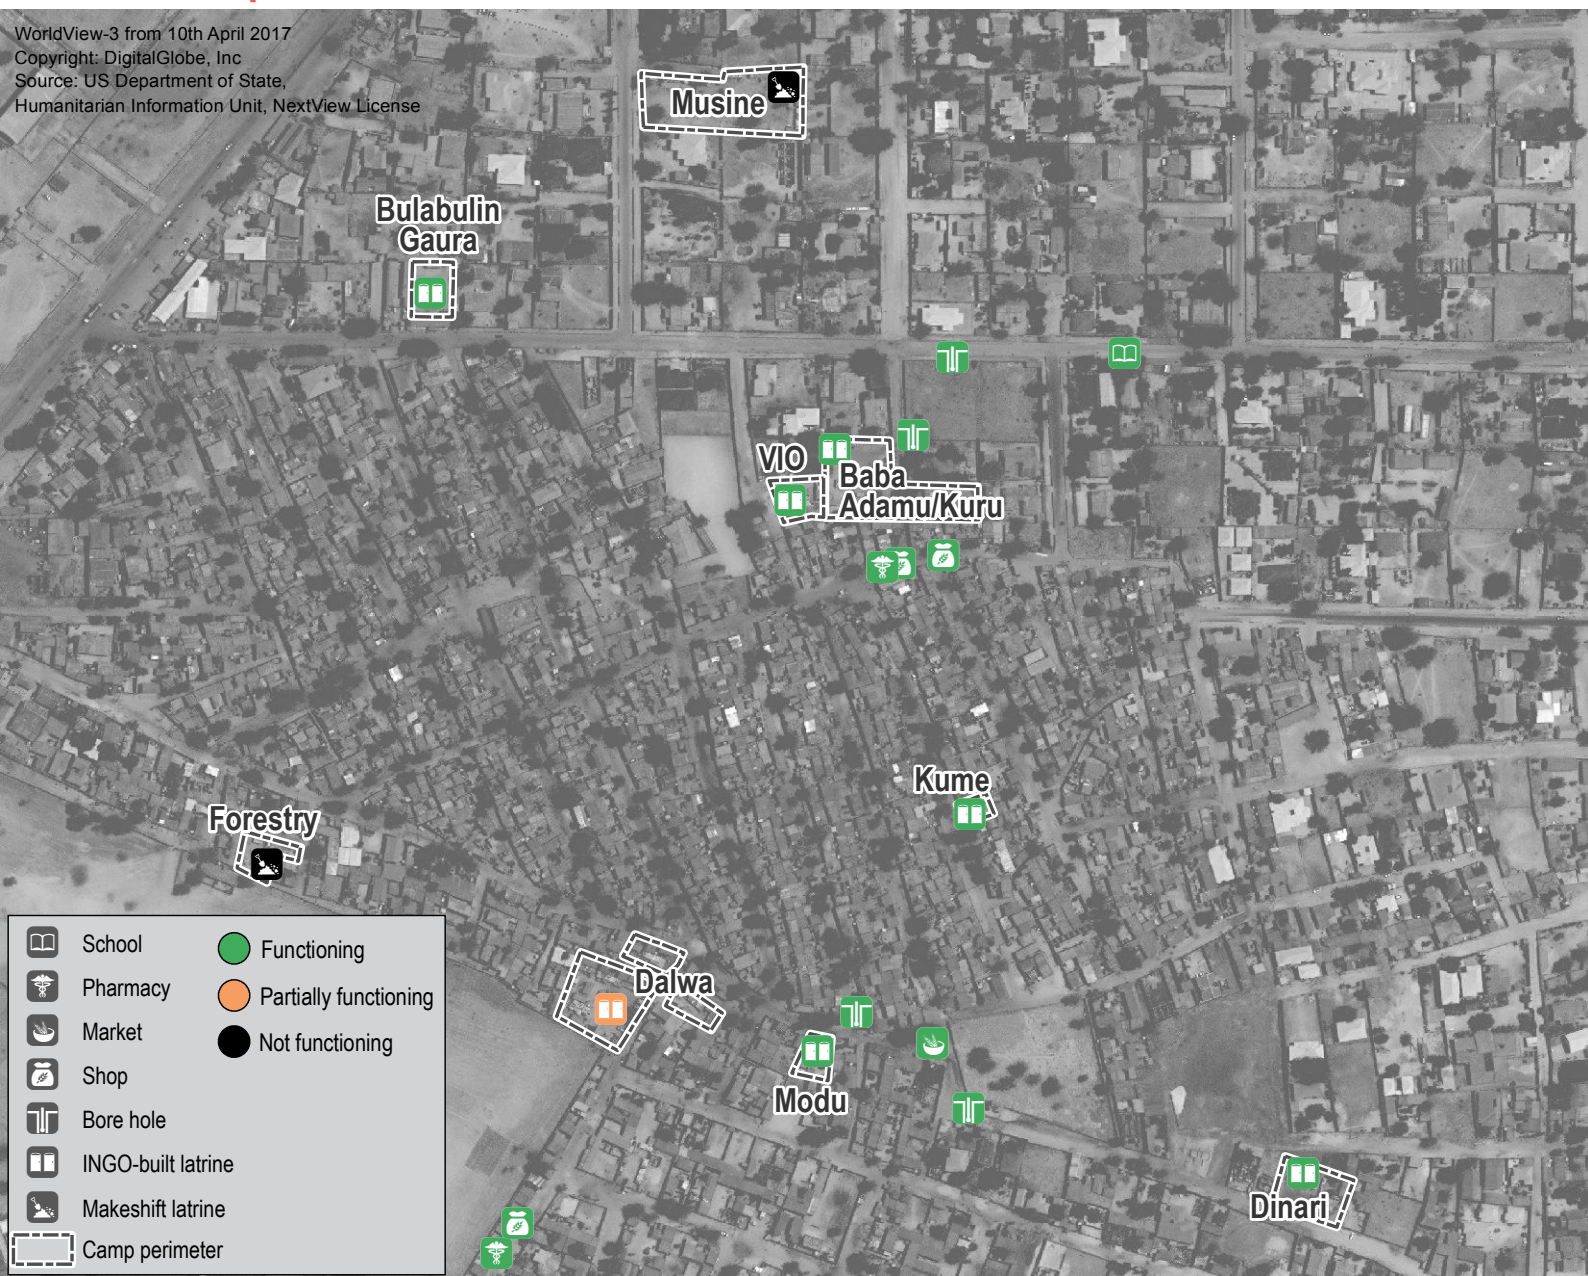 WorldView-3 from 10th April 2017
Copyright: DigitalGlobe, Inc
Source: US Department of State,
Humanitarian Information Unit, NextView License
Musine
Bulabulin
Gaura
VIO
Baba
Adamu/Kuru
Kume
Forestry
Dalwa
Modu
Dinari
School
Pharmacy
Market
Shop
Bore hole
INGO-built latrine
Makeshift latrine
Camp perimeter
Functioning
Partially functioning
Not functioning